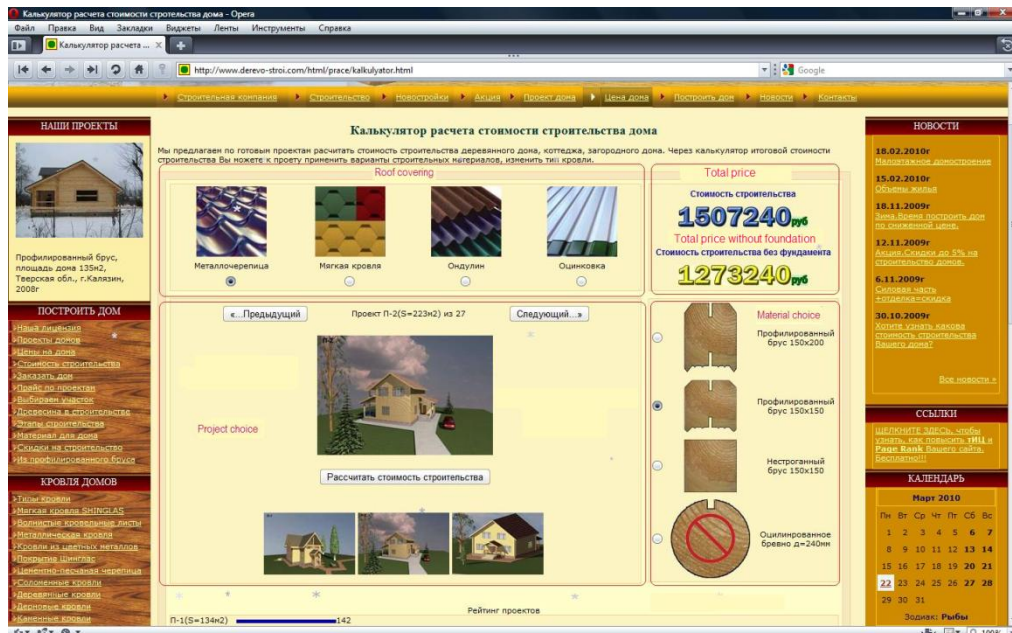 Калькулятор расчета стоимости стротельства дома - Opera
Файл Правка Вид Закладки Виджеты Ленты Инструменты Справка
Калькулятор расчета ...
http://www.derevo-stroi.com/html/prace/kalkulyator.html
Google
Строительная компания Строительство Новостройки Акция Проект дома Цена дома Построить дом Новости Контакты
НАШИ ПРОЕКТЫ
Профилированный брус,
площадь дома 135м2,
Тверская обл., г.Калязин,
2008г
ПОСТРОИТЬ ДОМ
Наша лицензия
Проекты домов
Цены на дома
Стоимость строительства
Заказать дом
Прайс по проектам
Выбираем участок
Древесина в строительстве
Этапы строительства
Материал для дома
Скидки на строительство
Из профилированного бруса
КРОВЛЯ ДОМОВ
Типы кровли
Мягкая кровля SHINGLAS
Волнистые кровельные листы
Металлическая кровля
Кровли из цветных металлов
Покрытие Шинглас
Цементно-песчаная черепица
Соломенные кровли
Деревянные кровли
Дерновые кровли
Каменные кровли
Калькулятор расчета стоимости строительства дома
Мы предлагаем по готовым проектам расчитать стоимость строительства деревянного дома, коттеджа, загородного дома. Через калькулятор итоговой стоимости
строительства Вы можете к проету применить варианты строительных материалов, изменить тип кровли.
Roof covering
Металлочерепица Мягкая кровля Ондулин Оцинковка
Total price
Стоимость строительства
1507240 руб
Total price without foundation
Стоимость строительства без фундамента
1273240 руб
«...Предыдущий Проект П-2(S=223м2) из 27 Следующий...»
П-2
Project choice
Рассчитать стоимость строительства
Material choice
Профилированный
брус 150х200
Профилированный
брус 150х150
Нестроганный
брус 150х150
Оцилинрованное
бревно д=240мм
Рейтинг проектов
П-1(S=134м2) 142
НОВОСТИ
18.02.2010г
Малоэтажное домостроение
15.02.2010г
Объемы жилья
18.11.2009г
Зима.Время построить дом
по сниженной цене.
12.11.2009г
Акция.Скидки до 5% на
строительство домов.
6.11.2009г
Силовая часть
+отделка=скидка
30.10.2009г
Хотите узнать какова
стоимость строительства
Вашего дома?
Все новости »
ССЫЛКИ
ЩЕЛКНИТЕ ЗДЕСЬ, чтобы
узнать, как повысить тИЦ и
Page Rank Вашего сайта.
Бесплатно!!!
КАЛЕНДАРЬ
Март 2010
Пн Вт Ср Чт Пт Сб Вс
1 2 3 4 5 6 7
8 9 10 11 12 13 14
15 16 17 18 19 20 21
22 23 24 25 26 27 28
29 30 31
Зодиак: Рыбы
100%